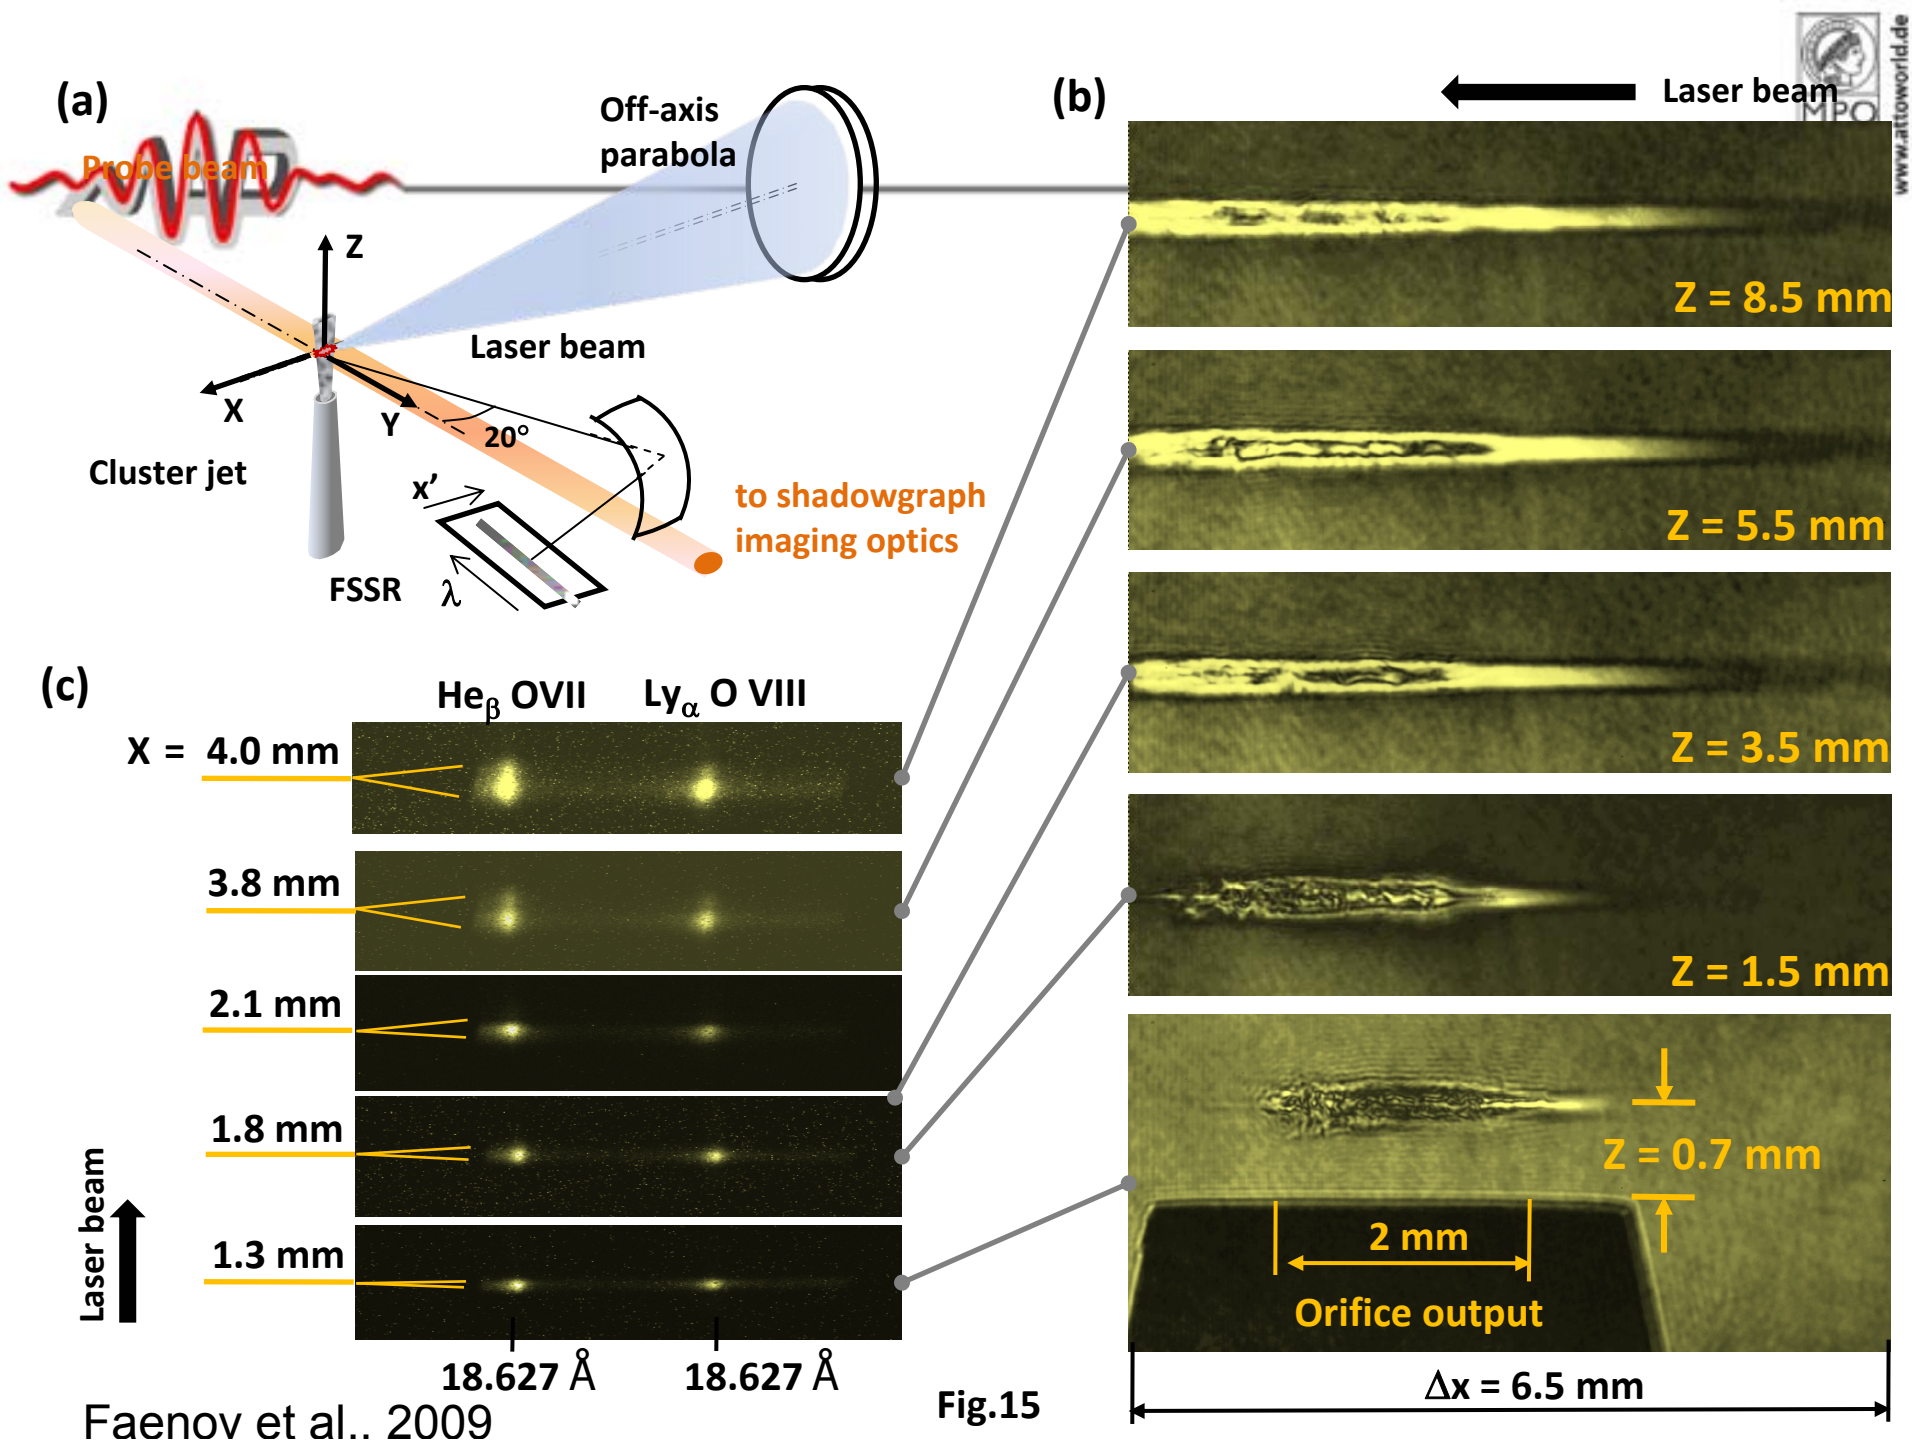 (a)
Probe beam
Off-axis
parabola
Z
X
Y
20°
Laser beam
Cluster jet
x’
λ
FSSR
to shadowgraph
imaging optics
(b)
Laser beam
MPQ
www.attoworld.de
Z = 8.5 mm
Z = 5.5 mm
Z = 3.5 mm
Z = 1.5 mm
Z = 0.7 mm
2 mm
Orifice output
Δx = 6.5 mm
(c)
Heβ OVII
Lyα O VIII
X = 4.0 mm
3.8 mm
2.1 mm
1.8 mm
1.3 mm
Laser beam
18.627 Å
18.627 Å
Fig.15
Faenov et al., 2009